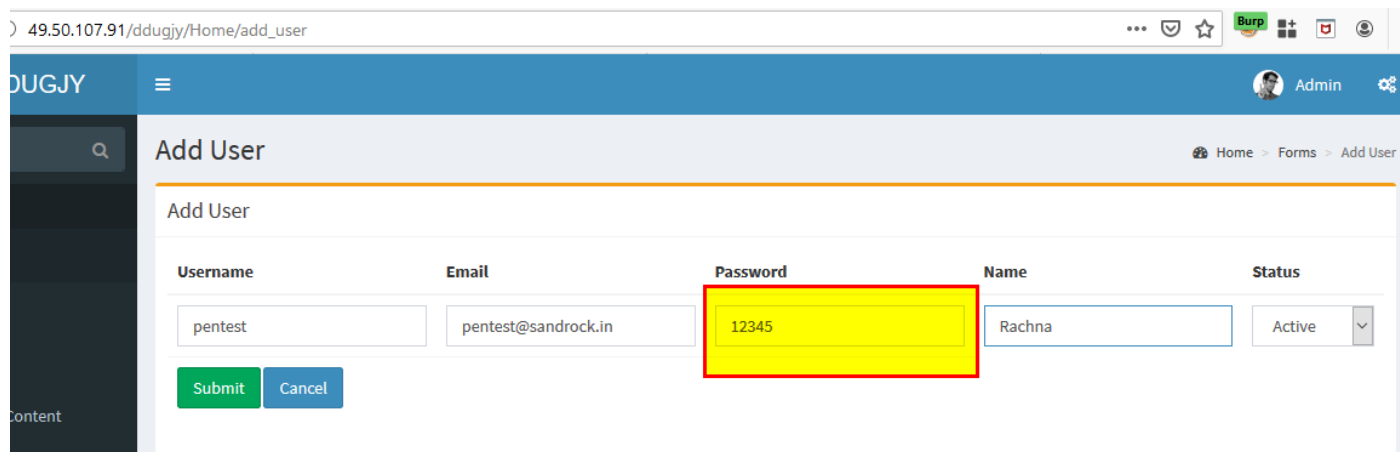 49.50.107.91/ddugjy/Home/add_user
Burp
DUGJY
Admin
Add User
Home > Forms > Add User
Add User
Username Email Password Name Status
pentest pentest@sandrock.in 12345 Rachna Active
Submit Cancel
Content